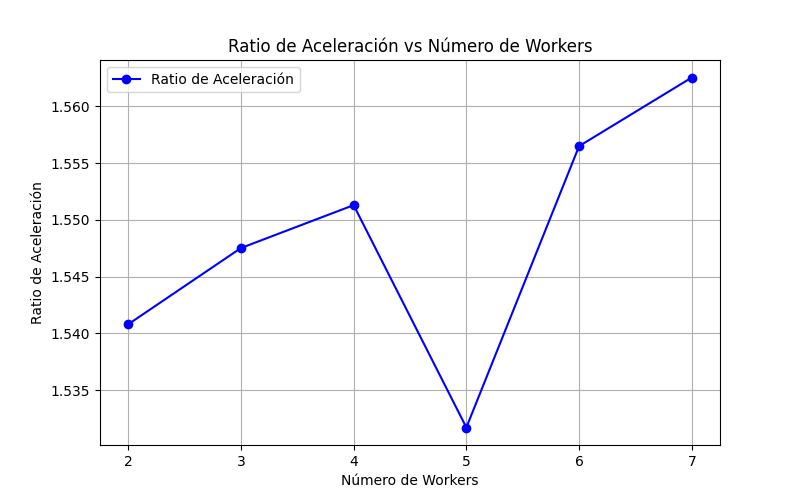 Ratio de Aceleración vs Número de Workers
Ratio de Aceleración
1.560
1.555
1.550
1.545
1.540
1.535
Ratio de Aceleración
2 3 4 5 6 7
Número de Workers